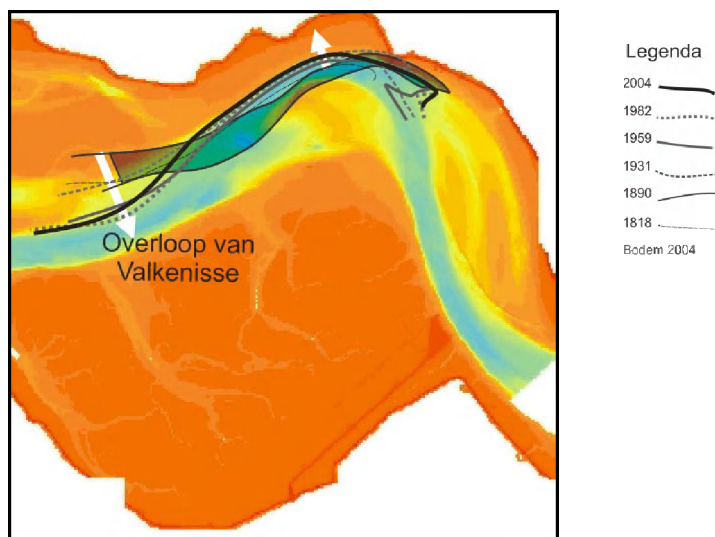 Overloop van
Valkenisse
Legenda
2004
1982
1959
1931
1890
1818
Bodem 2004